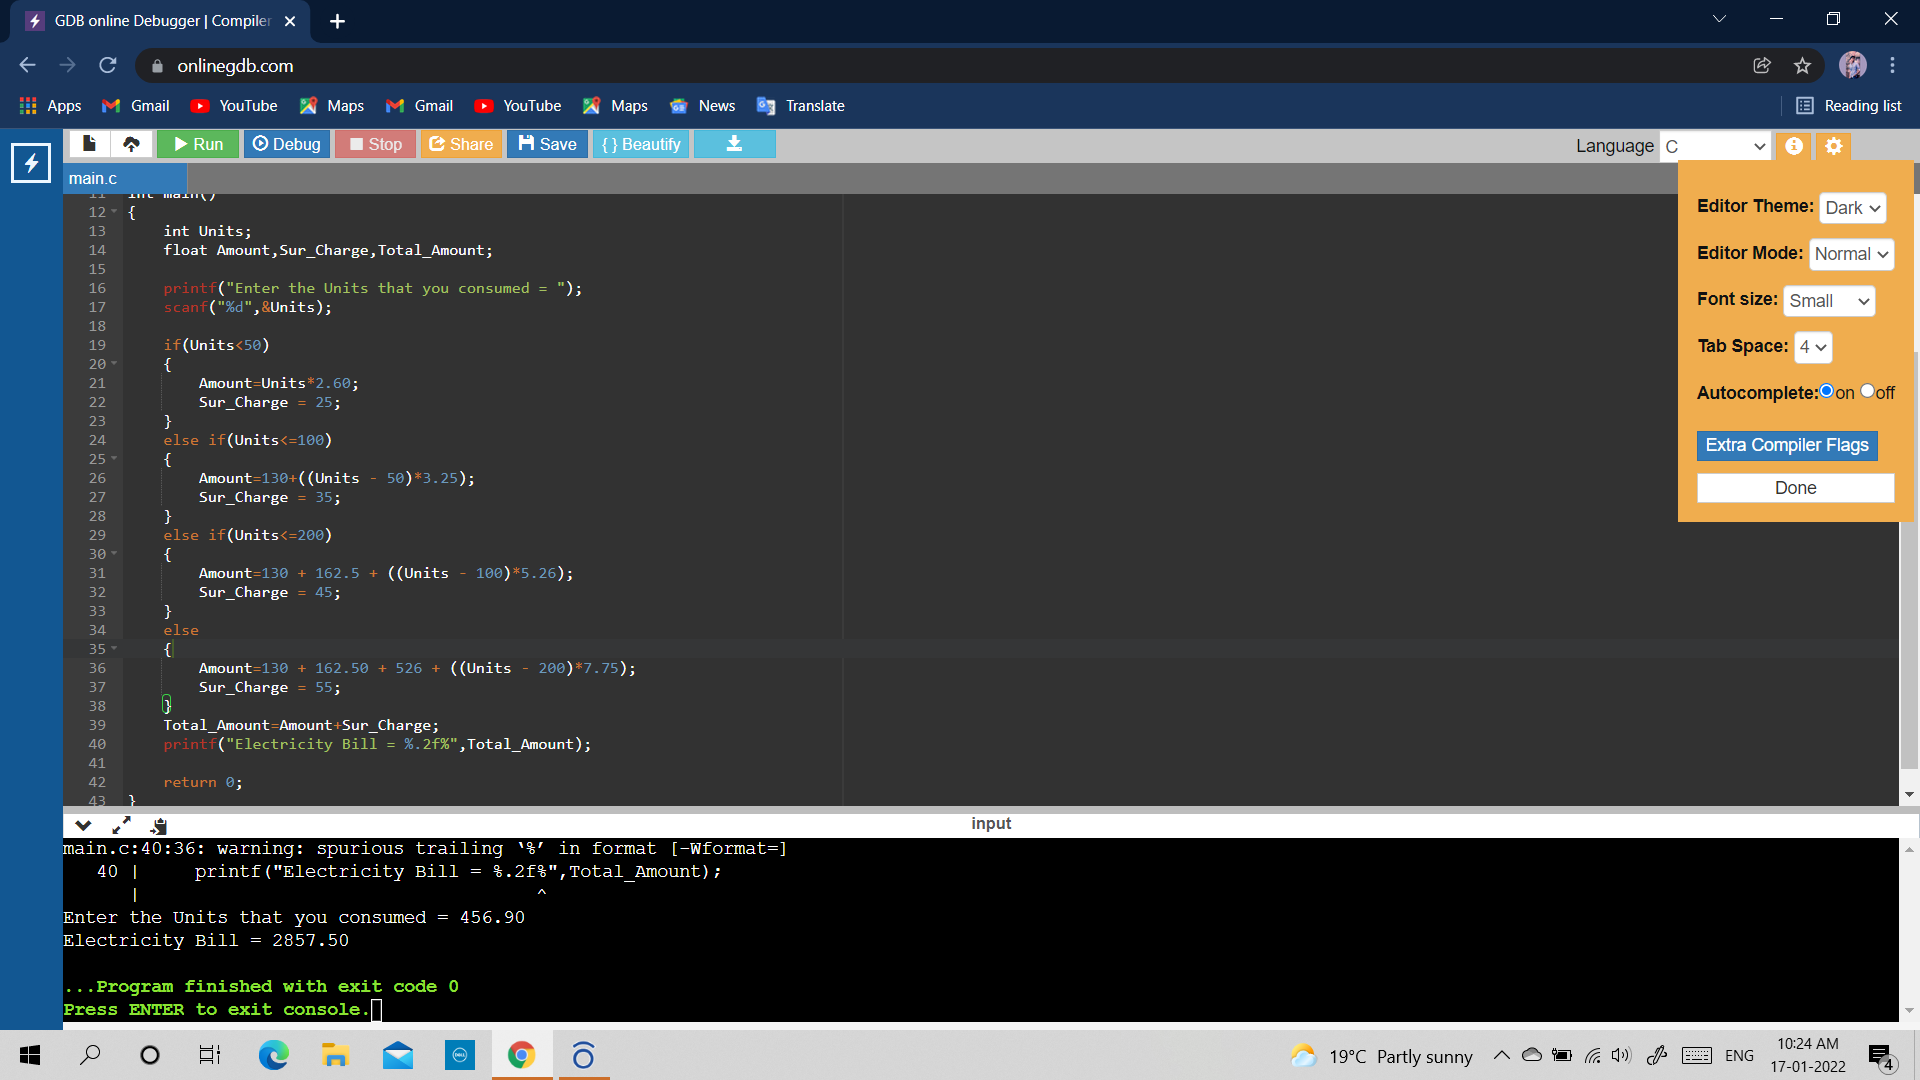 GDB online Debugger | Compiler
onlinegdb.com
Apps Gmail YouTube Maps Gmail YouTube Maps News Translate Reading list
Run Debug Stop Share Save { } Beautify Language C
main.c
11 int main()
12 {
13 int Units;
14 float Amount,Sur_Charge,Total_Amount;
15
16 printf("Enter the Units that you consumed = ");
17 scanf("%d",&Units);
18
19 if(Units<50)
20 {
21 Amount=Units*2.60;
22 Sur_Charge = 25;
23 }
24 else if(Units<=100)
25 {
26 Amount=130+((Units - 50)*3.25);
27 Sur_Charge = 35;
28 }
29 else if(Units<=200)
30 {
31 Amount=130 + 162.5 + ((Units - 100)*5.26);
32 Sur_Charge = 45;
33 }
34 else
35 {
36 Amount=130 + 162.50 + 526 + ((Units - 200)*7.75);
37 Sur_Charge = 55;
38 }
39 Total_Amount=Amount+Sur_Charge;
40 printf("Electricity Bill = %.2f%",Total_Amount);
41
42 return 0;
43 }
Editor Theme: Dark
Editor Mode: Normal
Font size: Small
Tab Space: 4
Autocomplete: on off
Extra Compiler Flags
Done
input
main.c:40:36: warning: spurious trailing ‘%’ in format [-Wformat=]
40 | printf("Electricity Bill = %.2f%",Total_Amount);
| ^
Enter the Units that you consumed = 456.90
Electricity Bill = 2857.50
...Program finished with exit code 0
Press ENTER to exit console.
DELL
19°C Partly sunny ENG 10:24 AM
17-01-2022 4